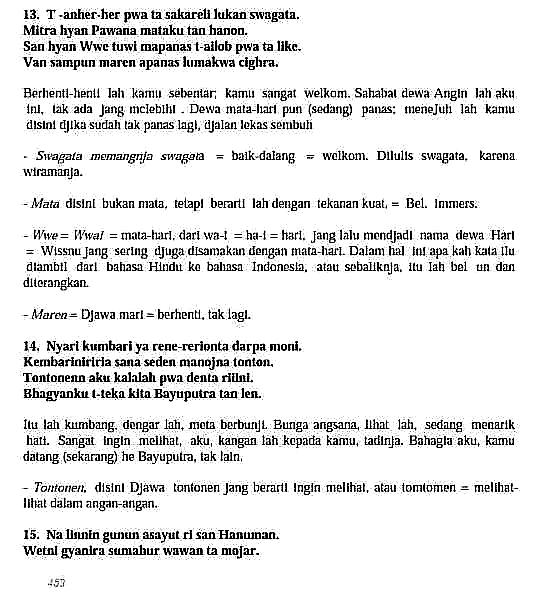 13. T -anher-her pwa ta sakareli lukan swagata.
Mitra hyan Pawana mataku tan hanon.
San hyan Wwe tuwi mapanas t-ailob pwa ta like.
Van sampun maren apanas lumakwa cighra.
Berhenti-henti lah kamu sebentar; kamu sangat welkom. Sahabat dewa Angin lah aku
ini, tak ada jang mclebihi . Dewa mata-hari pun (sedang) panas; meneJuh lah kamu
disini djika sudah tak panas lagi, djalan lekas sembuh
- Swagata memangnja swagata = baik-datang = welkom. Ditulis swagata, karena
wiramanja.
- Mata disini bukan mata, tetapi berarti lah dengan tekanan kuat, = Bel. immers.
- Wwe = Wwai = mata-hari, dari wa-i = ha-i = hari, jang lalu mendjadi nama dewa Hari
= Wissnu jang sering djuga disamakan dengan mata-hari. Dalam hal ini apa kah kata itu
diambil dari bahasa Hindu ke bahasa Indonesia, atau sebaliknja, itu lah bel un dan
diterangkan.
- Maren = Djawa mari = berhenti, tak lagi.
14. Nyari kumbari ya rene-rerionta darpa moni.
Kembariniriria sana seden manojna tonton.
Tontonenn aku kalalah pwa denta riiini.
Bhagyanku t-teka kita Bayuputra tan len.
Itu lah kumbang, dengar lah, meta berbunji. Bunga angsana, lihat lah, sedang menarik
hati. Sangat ingin melihat, aku, kangan lah kepada kamu, tadinja. Bahagia aku, kamu
datang (sekarang) he Bayuputra, tak lain.
- Tontonen, disini Djawa tontonen jang berarti ingin melihat, atau tomtomen = melihat-
lihat dalam angan-angan.
15. Na linnin gunun asayut ri san Hanuman.
Wetni gyanira sumahur wawan ta mojar.
453